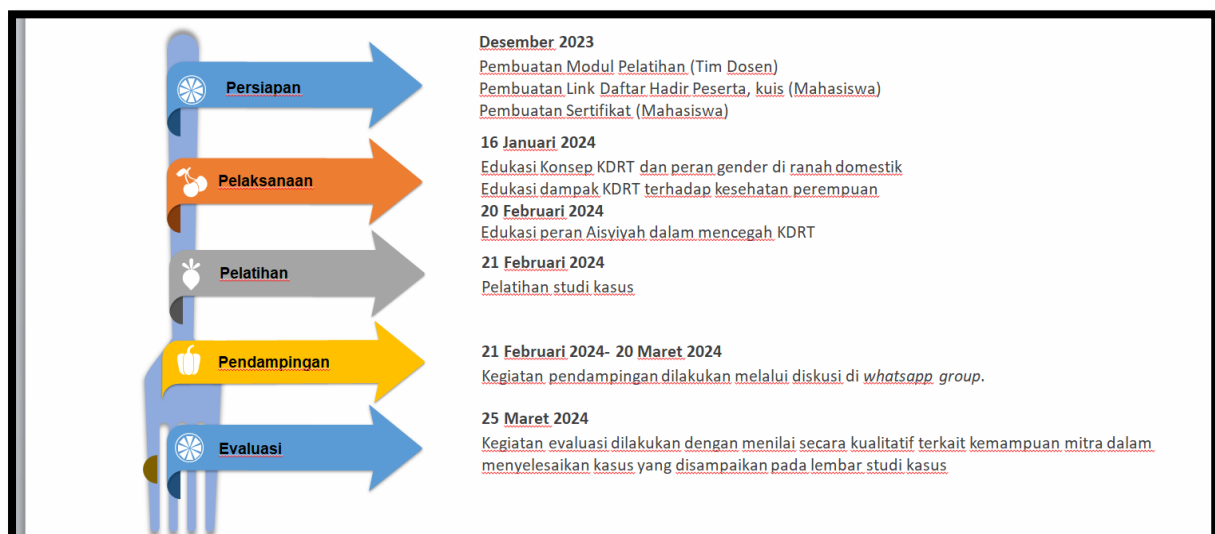 Persiapan
Desember 2023
Pembuatan Modul Pelatihan (Tim Dosen)
Pembuatan Link Daftar Hadir Peserta, kuis (Mahasiswa)
Pembuatan Sertifikat (Mahasiswa)
Pelaksanaan
16 Januari 2024
Edukasi Konsep KDRT dan peran gender di ranah domestik
Edukasi dampak KDRT terhadap kesehatan perempuan
20 Februari 2024
Edukasi peran Aisyiyah dalam mencegah KDRT
Pelatihan
21 Februari 2024
Pelatihan studi kasus
Pendampingan
21 Februari 2024- 20 Maret 2024
Kegiatan pendampingan dilakukan melalui diskusi di whatsapp group.
Evaluasi
25 Maret 2024
Kegiatan evaluasi dilakukan dengan menilai secara kualitatif terkait kemampuan mitra dalam
menyelesaikan kasus yang disampaikan pada lembar studi kasus